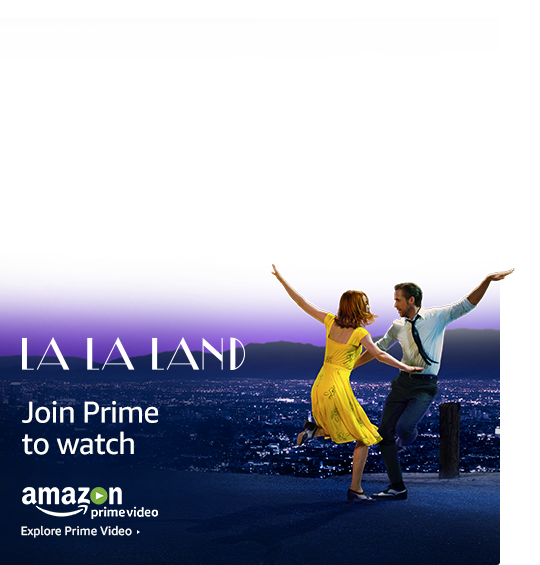 LA LA LAND
Join Prime
to watch
amazon
prime video
Explore Prime Video ›